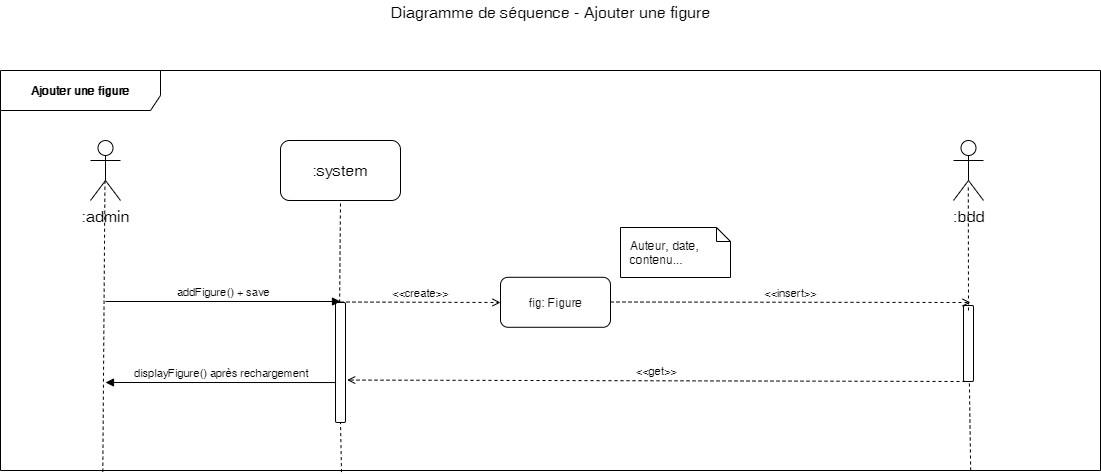 Diagramme de séquence - Ajouter une figure
Ajouter une figure
:system
:admin
:bdd
Auteur, date,
contenu...
addFigure() + save
<<create>>
fig: Figure
<<insert>>
displayFigure() après rechargement
<<get>>